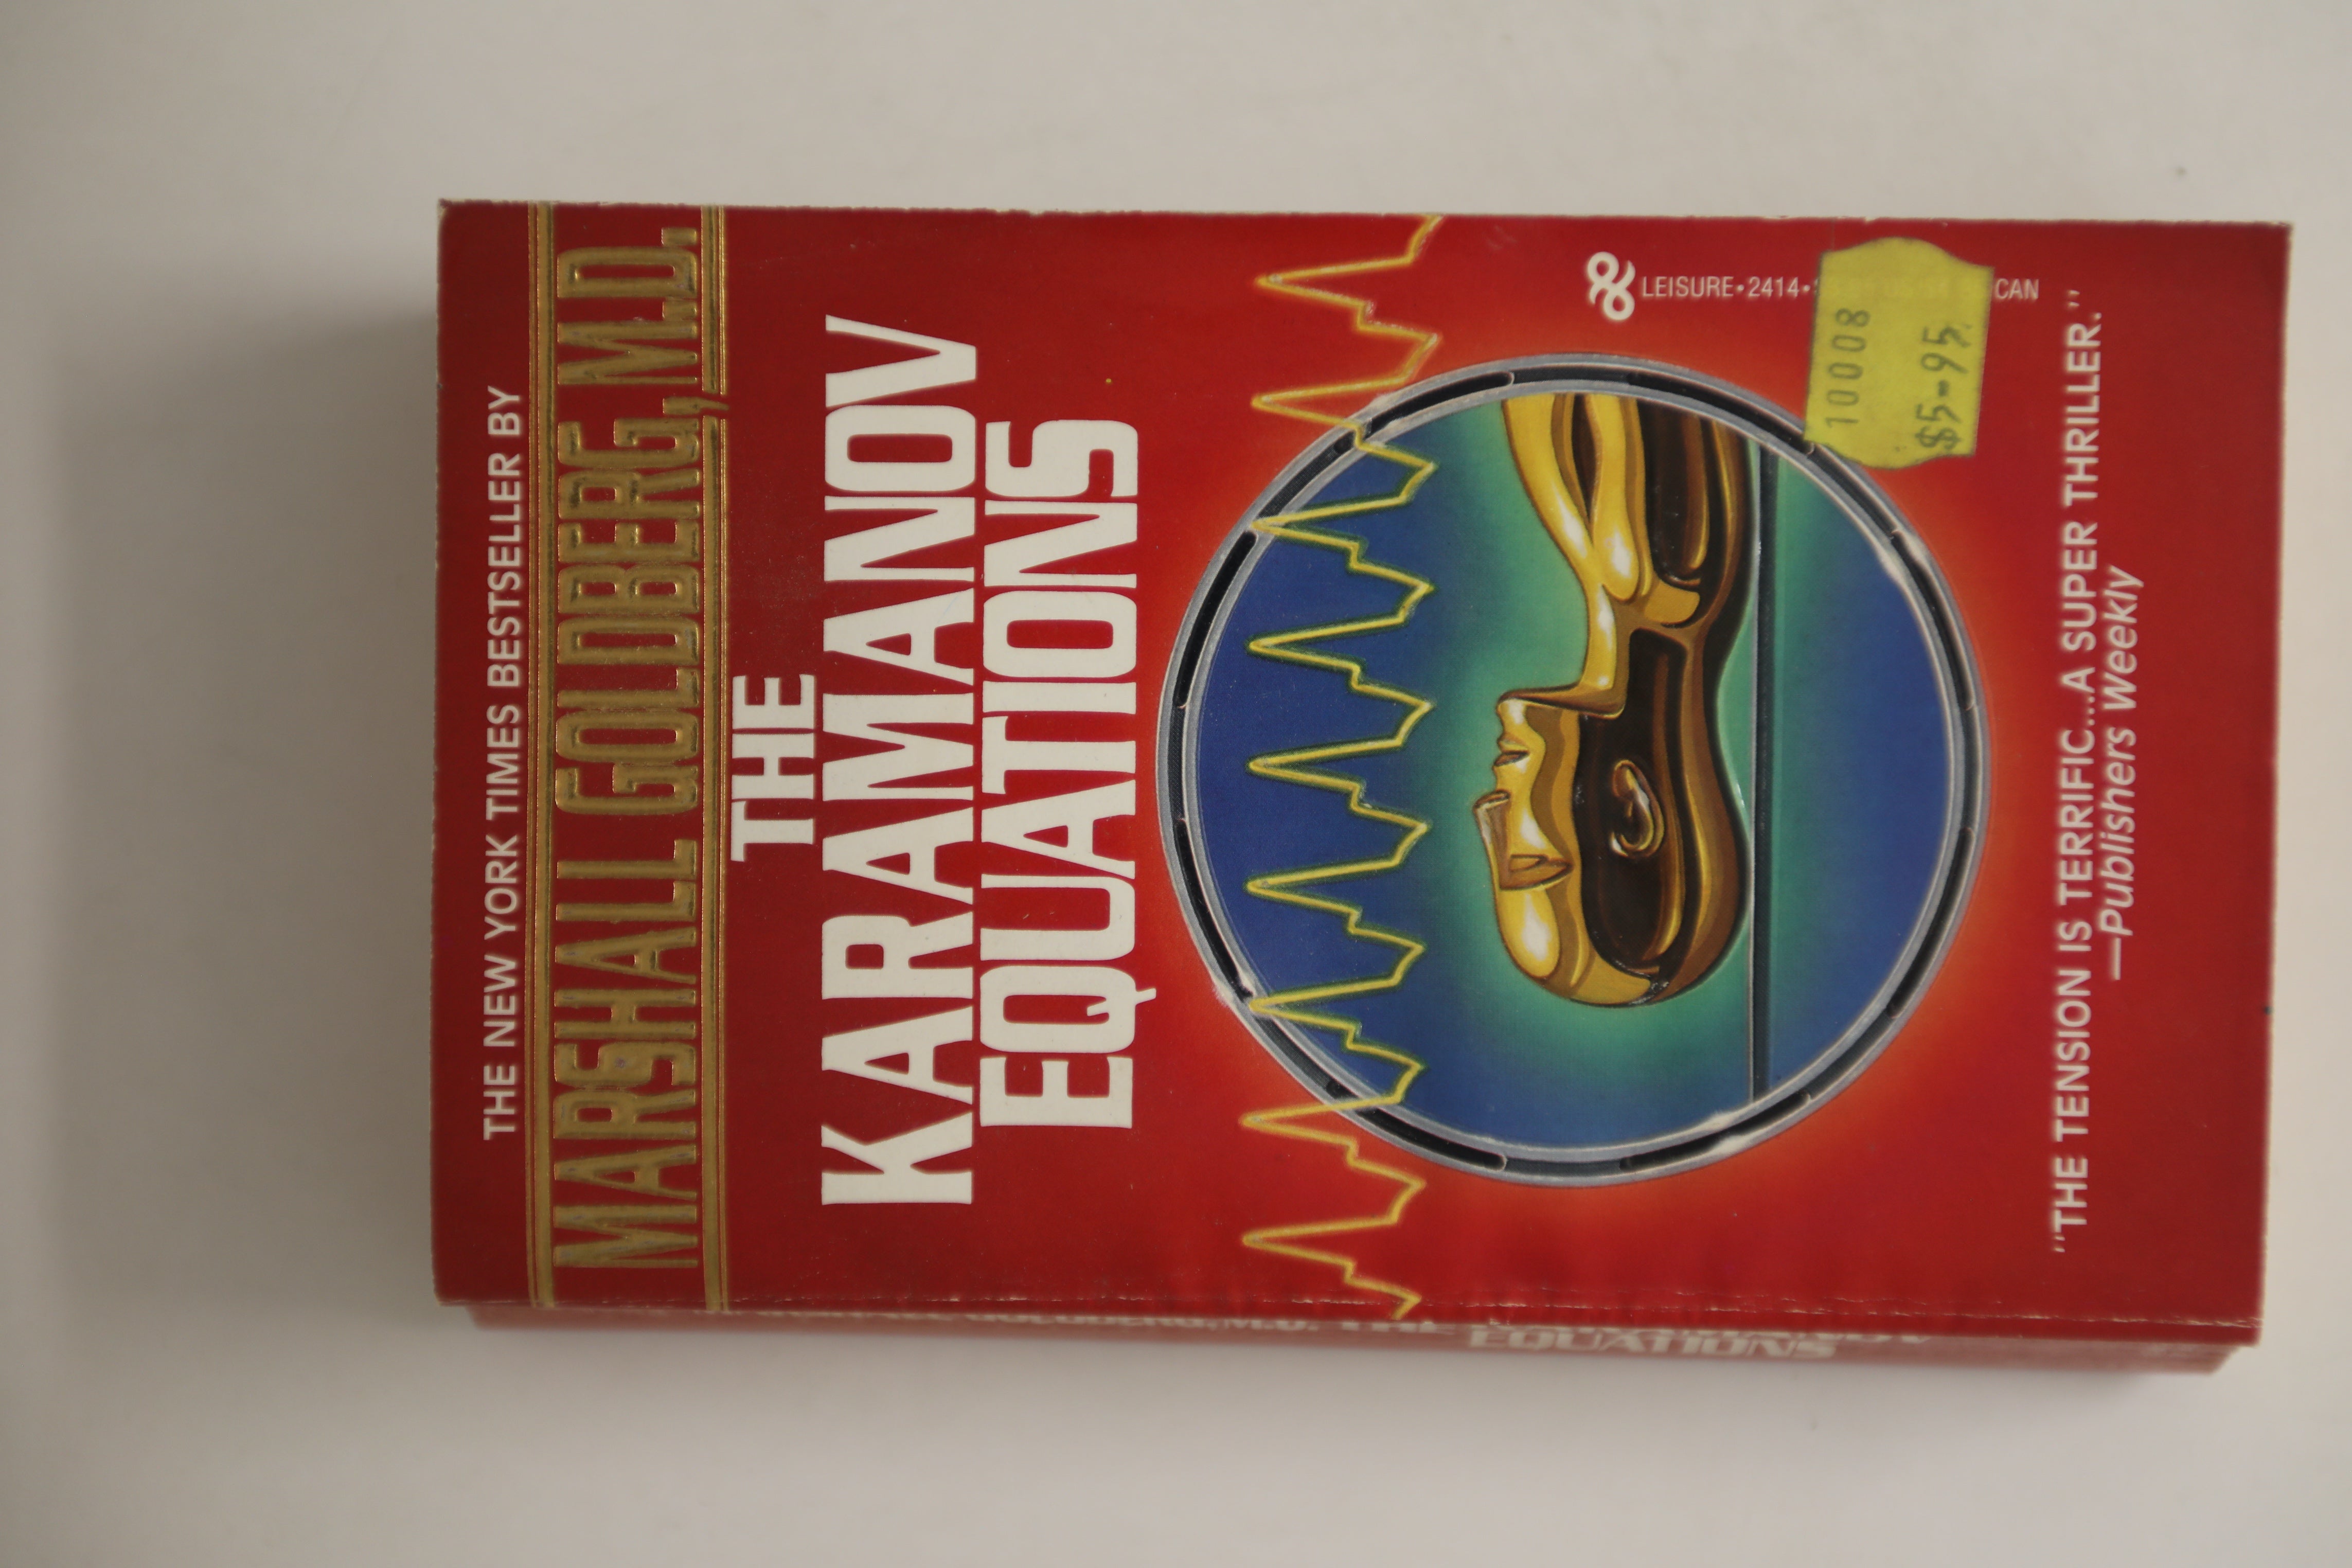 THE NEW YORK TIMES BESTSELLER BY
MARSHALL GOLDBERG, M.D.
THE
KARAMANOV
EQUATIONS
LEISURE•2414• CAN
10008
$5-95
"THE TENSION IS TERRIFIC...A SUPER THRILLER."
—Publishers Weekly
EQUATIONS